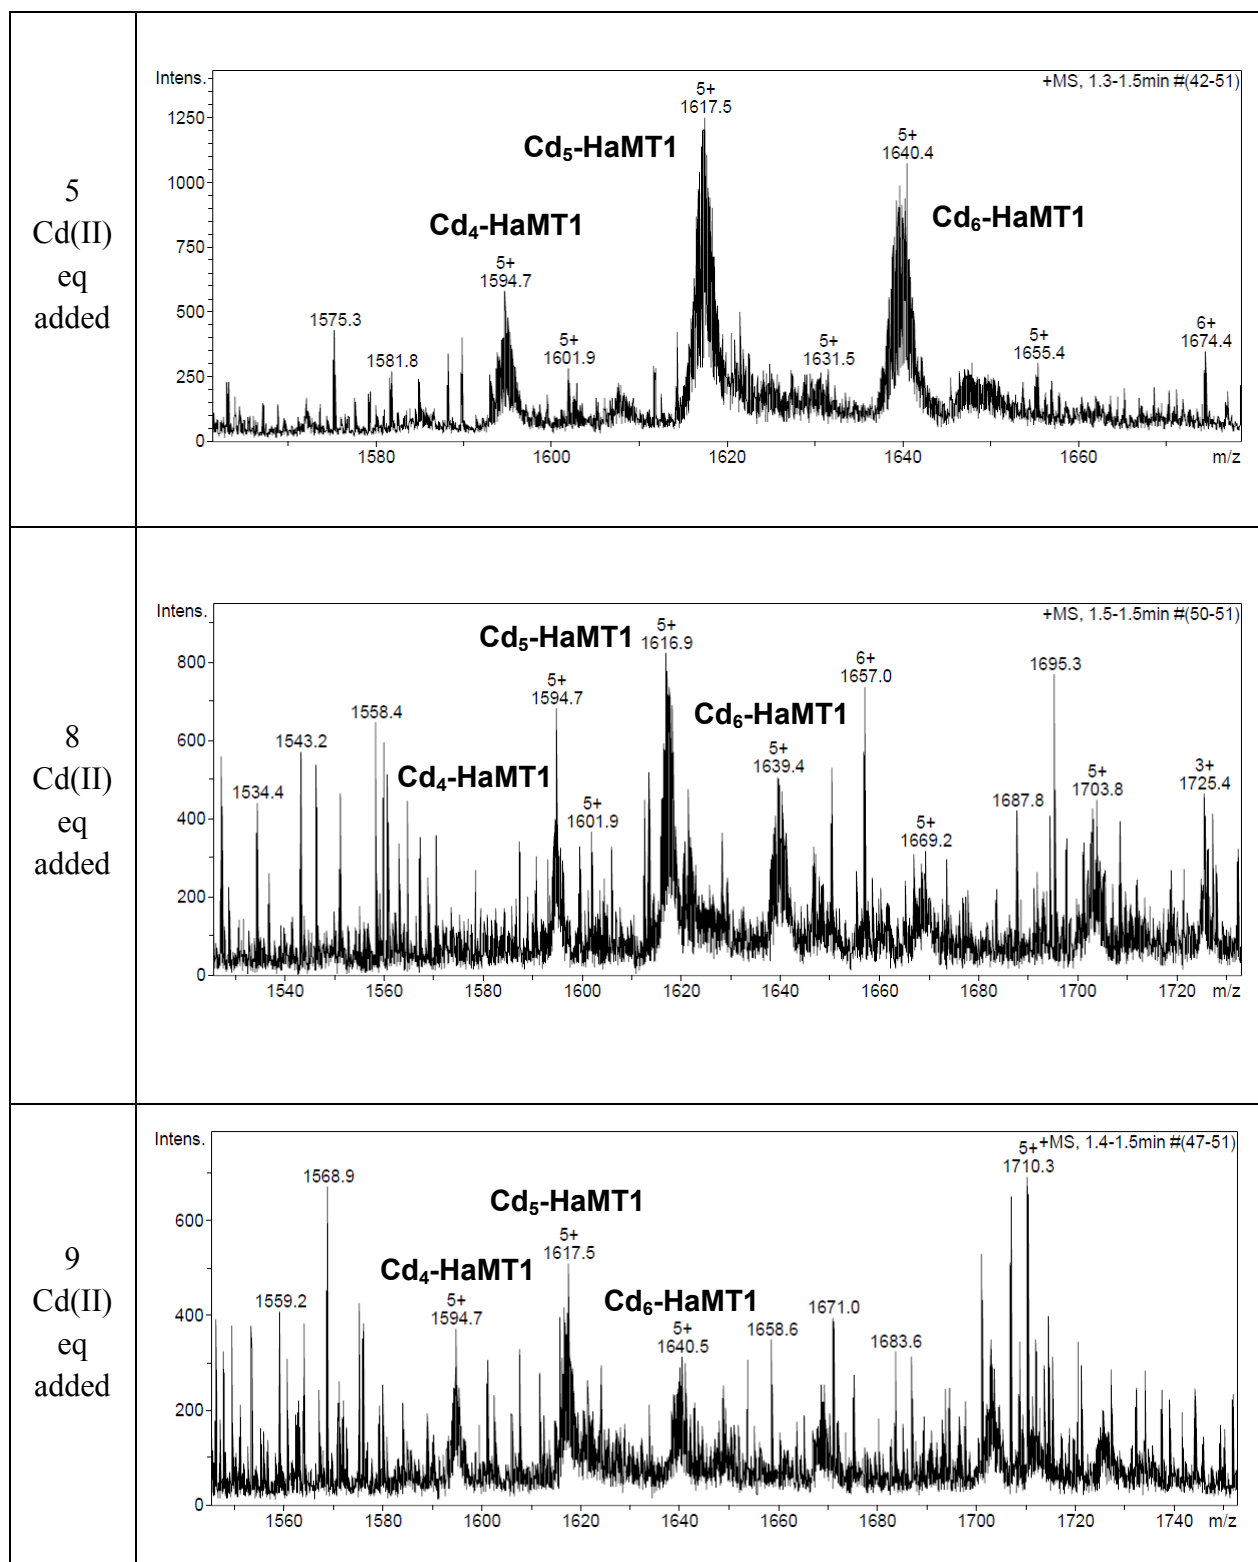 5
Cd(II)
eq
added
Intens.
+MS, 1.3-1.5min #(42-51)
5+
1617.5
Cd₅-HaMT1
5+
1640.4
Cd₆-HaMT1
Cd₄-HaMT1
5+
1594.7
1575.3
1581.8
5+
1601.9
5+
1631.5
5+
1655.4
6+
1674.4
1250
1000
750
500
250
0
1580 1600 1620 1640 1660 m/z
8
Cd(II)
eq
added
Intens.
+MS, 1.5-1.5min #(50-51)
Cd₅-HaMT1
5+
1616.9
5+
1594.7
6+
1657.0
1695.3
1558.4
Cd₆-HaMT1
1543.2
5+
1639.4
Cd₄-HaMT1
1534.4
5+
1601.9
5+
1669.2
1687.8
5+
1703.8
3+
1725.4
800
600
400
200
0
1540 1560 1580 1600 1620 1640 1660 1680 1700 1720 m/z
9
Cd(II)
eq
added
Intens.
+MS, 1.4-1.5min #(47-51)
5+
1710.3
1568.9
Cd₅-HaMT1
5+
1617.5
Cd₄-HaMT1
5+
1594.7
Cd₆-HaMT1
5+
1640.5
1559.2
1658.6
1671.0
1683.6
600
400
200
0
1560 1580 1600 1620 1640 1660 1680 1700 1720 1740 m/z